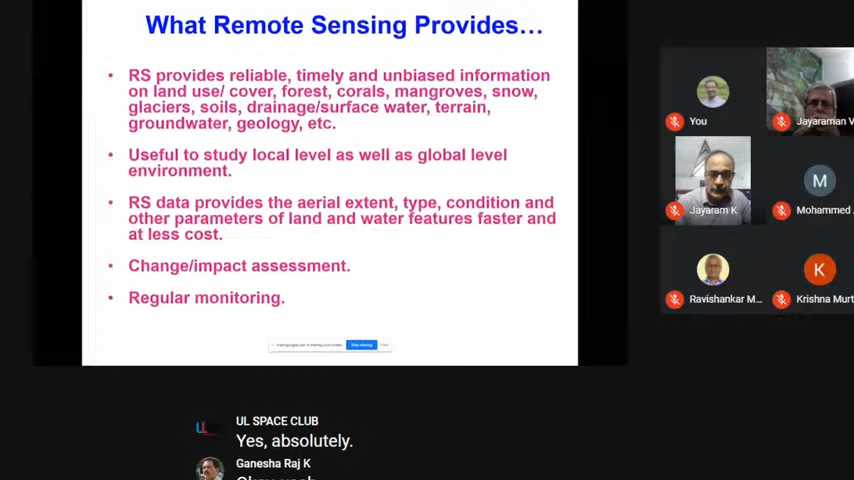 What Remote Sensing Provides…
• RS provides reliable, timely and unbiased information
on land use/ cover, forest, corals, mangroves, snow,
glaciers, soils, drainage/surface water, terrain,
groundwater, geology, etc.
• Useful to study local level as well as global level
environment.
• RS data provides the aerial extent, type, condition and
other parameters of land and water features faster and
at less cost.
• Change/impact assessment.
• Regular monitoring.
Stop sharing
You
Jayaraman V
Jayaram K
M
Mohammed
Ravishankar M...
K
Krishna Murt
UL SPACE CLUB
Yes, absolutely.
Ganesha Raj K